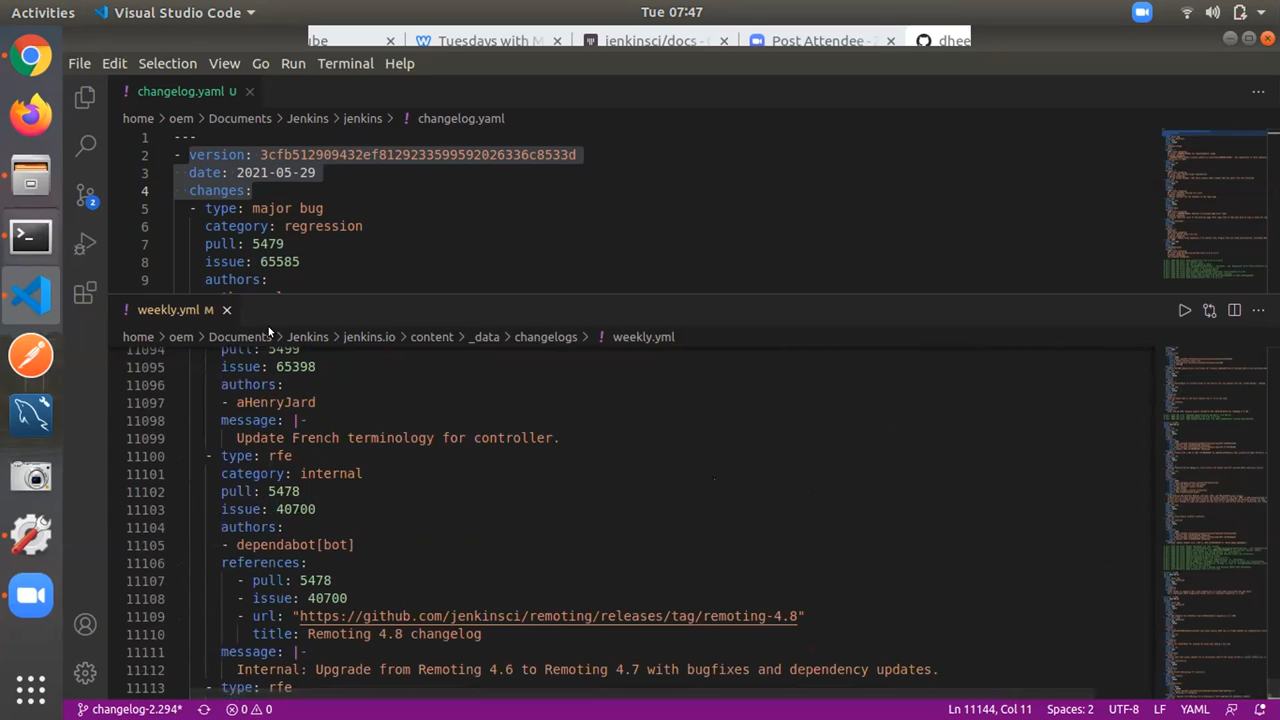 Activities Visual Studio Code Tue 07:47
ube Tuesdays with M jenkinsci/docs - Post Attendee - dhee
File Edit Selection View Go Run Terminal Help
changelog.yaml U
home > oem > Documents > Jenkins > jenkins > ! changelog.yaml
1 ---
2 - version: 3cfb512909432ef8129233599592026336c8533d
3 date: 2021-05-29
4 changes:
5 - type: major bug
6 category: regression
7 pull: 5479
8 issue: 65585
9 authors:
2
! weekly.yml M
home > oem > Documents > Jenkins > jenkins.io > content > _data > changelogs > ! weekly.yml
11094 pull: 5499
11095 issue: 65398
11096 authors:
11097 - aHenryJard
11098 message: |-
11099 Update French terminology for controller.
11100 - type: rfe
11101 category: internal
11102 pull: 5478
11103 issue: 40700
11104 authors:
11105 - dependabot[bot]
11106 references:
11107 - pull: 5478
11108 - issue: 40700
11109 - url: "https://github.com/jenkinsci/remoting/releases/tag/remoting-4.8"
11110 title: Remoting 4.8 changelog
11111 message: |-
11112 Internal: Upgrade from Remoting 4.6 to Remoting 4.7 with bugfixes and dependency updates.
11113 - type: rfe
changelog-2.294* 0 0 Ln 11144, Col 11 Spaces: 2 UTF-8 LF YAML